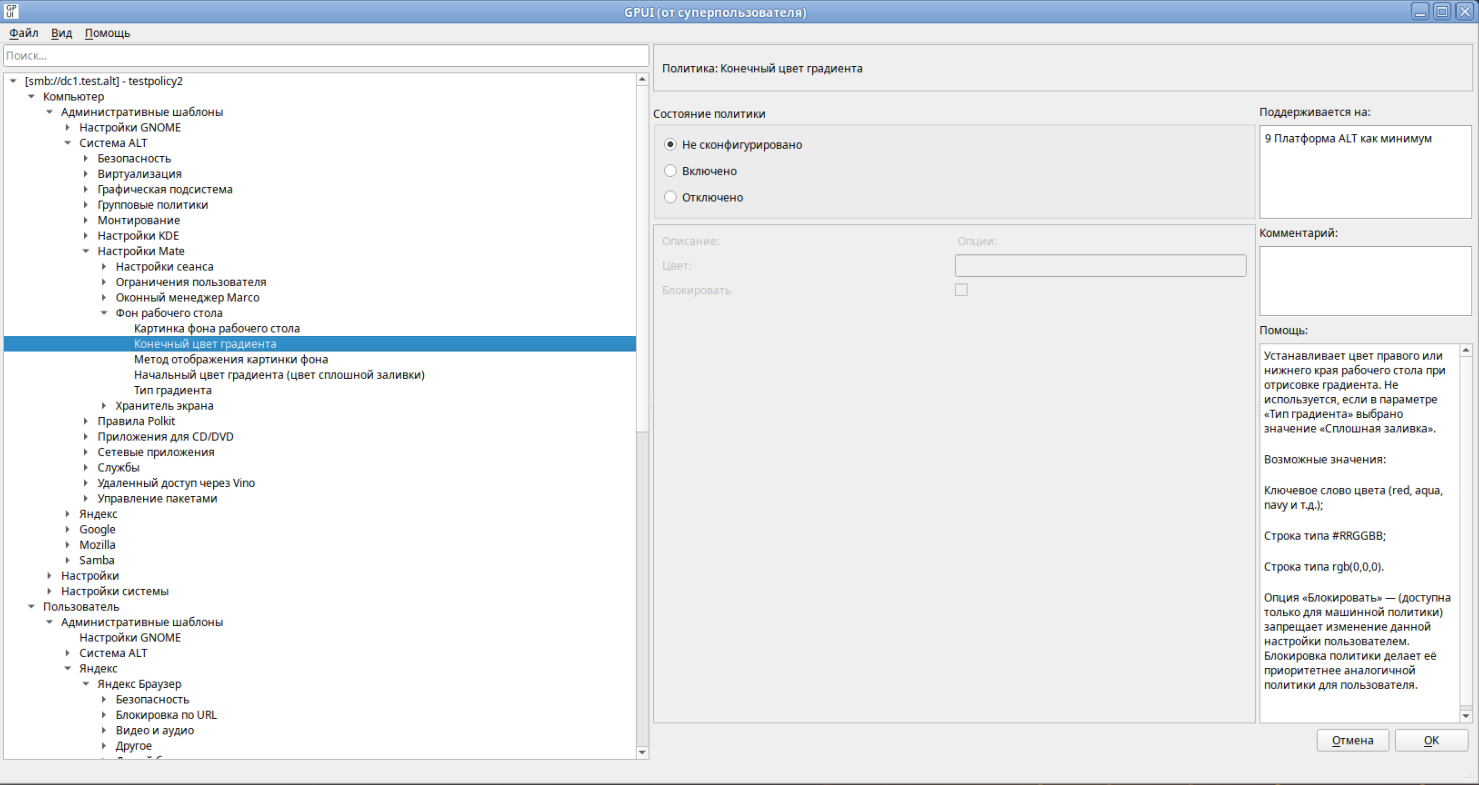 GP
UI
GPUI (от суперпользователя)
Файл Вид Помощь
Поиск...
[smb://dc1.test.alt] - testpolicy2
Компьютер
Административные шаблоны
Настройки GNOME
Система ALT
Безопасность
Виртуализация
Графическая подсистема
Групповые политики
Монтирование
Настройки KDE
Настройки Mate
Настройки сеанса
Ограничения пользователя
Оконный менеджер Marco
Фон рабочего стола
Картинка фона рабочего стола
Конечный цвет градиента
Метод отображения картинки фона
Начальный цвет градиента (цвет сплошной заливки)
Тип градиента
Хранитель экрана
Правила Polkit
Приложения для CD/DVD
Сетевые приложения
Службы
Удаленный доступ через Vino
Управление пакетами
Яндекс
Google
Mozilla
Samba
Настройки
Настройки системы
Пользователь
Административные шаблоны
Настройки GNOME
Система ALT
Яндекс
Яндекс Браузер
Безопасность
Блокировка по URL
Видео и аудио
Другое
Политика: Конечный цвет градиента
Состояние политики
Не сконфигурировано
Включено
Отключено
Описание: Опции:
Цвет:
Блокировать
Поддерживается на:
9 Платформа ALT как минимум
Комментарий:
Помощь:
Устанавливает цвет правого или
нижнего края рабочего стола при
отрисовке градиента. Не
используется, если в параметре
«Тип градиента» выбрано
значение «Сплошная заливка».
Возможные значения:
Ключевое слово цвета (red, aqua,
navy и т.д.);
Строка типа #RRGGBB;
Строка типа rgb(0,0,0).
Опция «Блокировать» — (доступна
только для машинной политики)
запрещает изменение данной
настройки пользователем.
Блокировка политики делает её
приоритетнее аналогичной
политики для пользователя.
Отмена OK